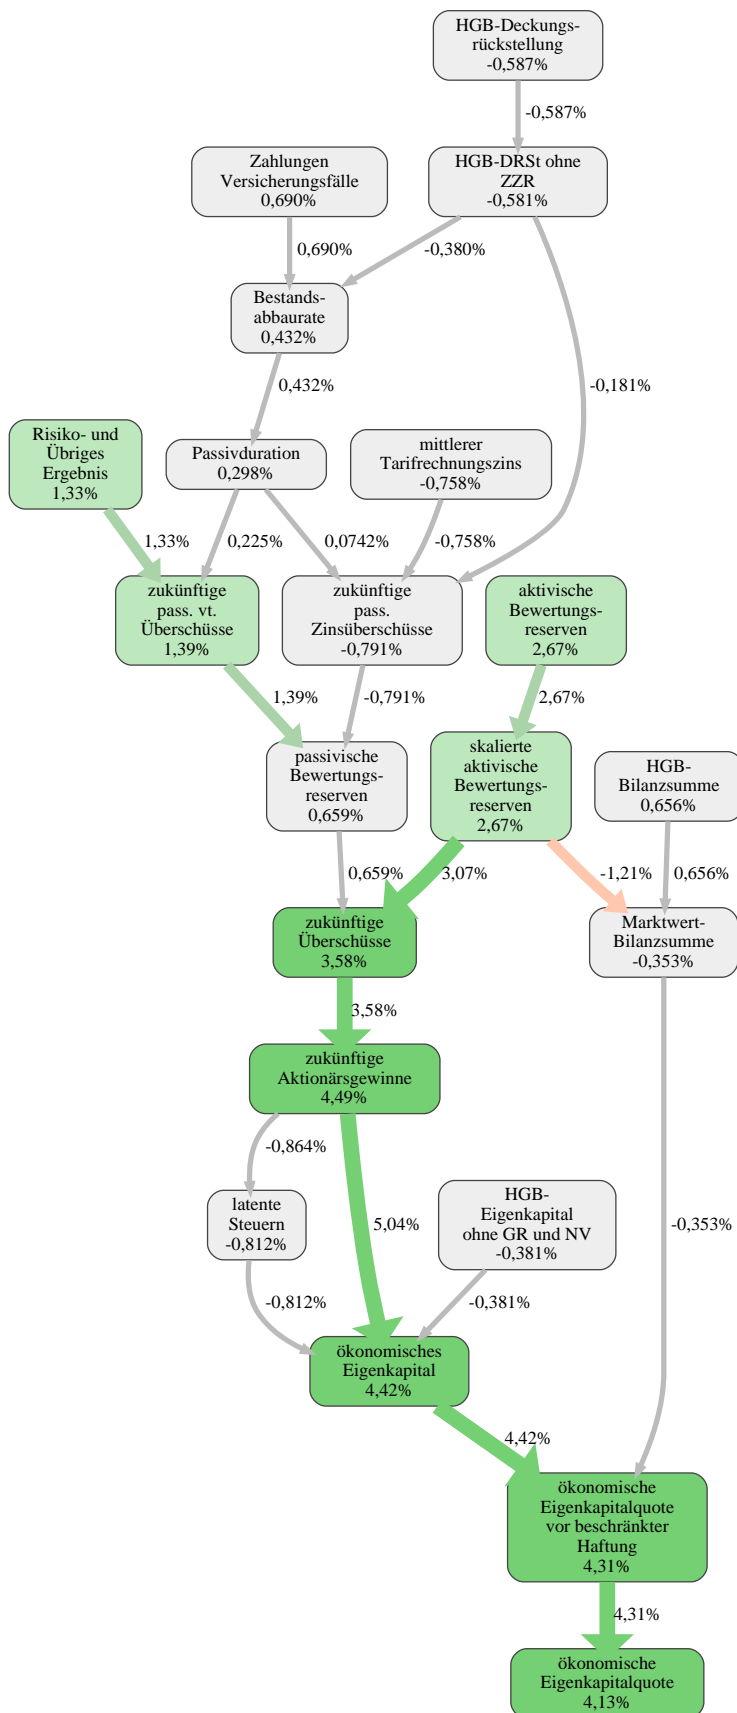 HGB-Deckungs-
rückstellung
-0,587%
-0,587%
Zahlungen
Versicherungsfälle
0,690%
HGB-DRSt ohne
ZZR
-0,581%
0,690%
-0,380%
Bestands-
abbaurate
0,432%
-0,181%
0,432%
Risiko- und
Übriges
Ergebnis
1,33%
Passivduration
0,298%
mittlerer
Tarifrechnungszins
-0,758%
1,33%
0,225%
0,0742%
-0,758%
zukünftige
pass. vt.
Überschüsse
1,39%
zukünftige
pass.
Zinsüberschüsse
-0,791%
aktivische
Bewertungs-
reserven
2,67%
1,39%
-0,791%
2,67%
passivische
Bewertungs-
reserven
0,659%
skalierte
aktivische
Bewertungs-
reserven
2,67%
HGB-
Bilanzsumme
0,656%
0,659%
3,07%
-1,21%
0,656%
zukünftige
Überschüsse
3,58%
Marktwert-
Bilanzsumme
-0,353%
3,58%
zukünftige
Aktionärsgewinne
4,49%
-0,864%
5,04%
latente
Steuern
-0,812%
HGB-
Eigenkapital
ohne GR und NV
-0,381%
-0,353%
-0,812%
-0,381%
ökonomisches
Eigenkapital
4,42%
4,42%
ökonomische
Eigenkapitalquote
vor beschränkter
Haftung
4,31%
4,31%
ökonomische
Eigenkapitalquote
4,13%